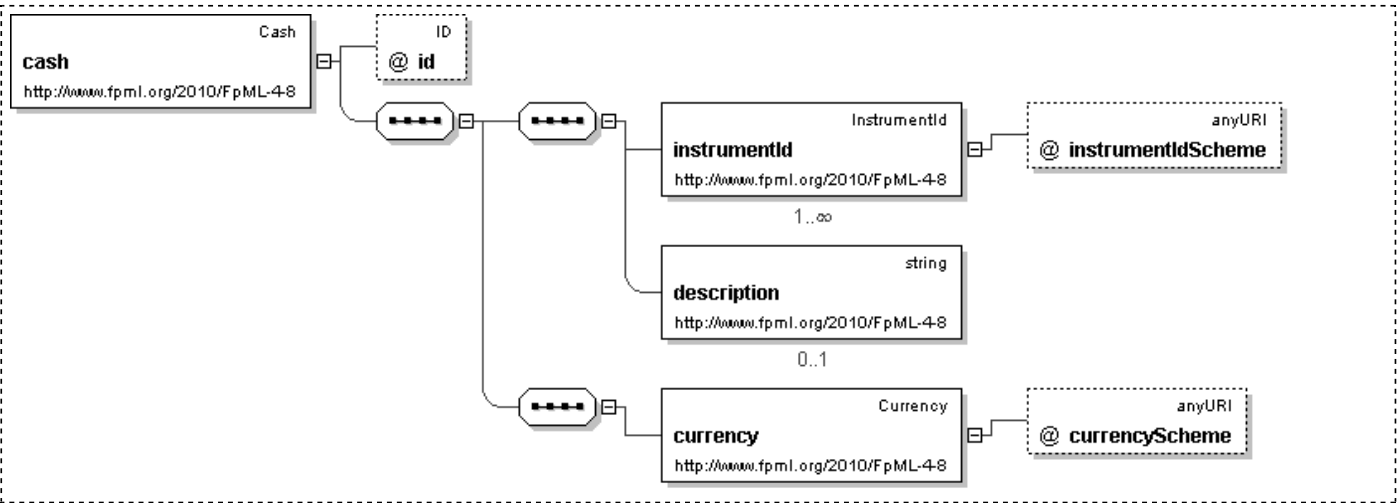 Cash
cash
http://www.fpml.org/2010/FpML-4-8
ID
@ id
InstrumentId
instrumentId
http://www.fpml.org/2010/FpML-4-8
1..∞
anyURI
@ instrumentIdScheme
string
description
http://www.fpml.org/2010/FpML-4-8
0..1
Currency
currency
http://www.fpml.org/2010/FpML-4-8
anyURI
@ currencyScheme